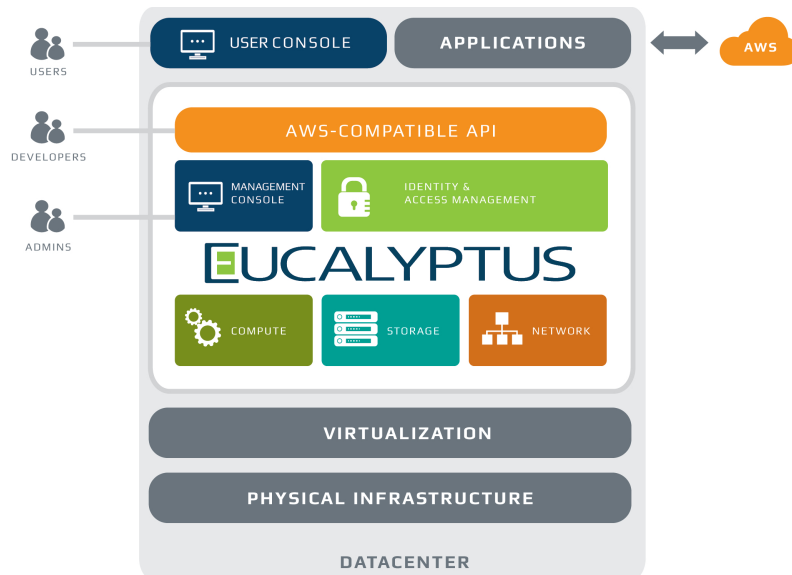 USER CONSOLE
APPLICATIONS
AWS
USERS
AWS-COMPATIBLE API
DEVELOPERS
MANAGEMENT
CONSOLE
IDENTITY &
ACCESS MANAGEMENT
ADMINS
EUCALYPTUS
COMPUTE
STORAGE
NETWORK
VIRTUALIZATION
PHYSICAL INFRASTRUCTURE
DATACENTER